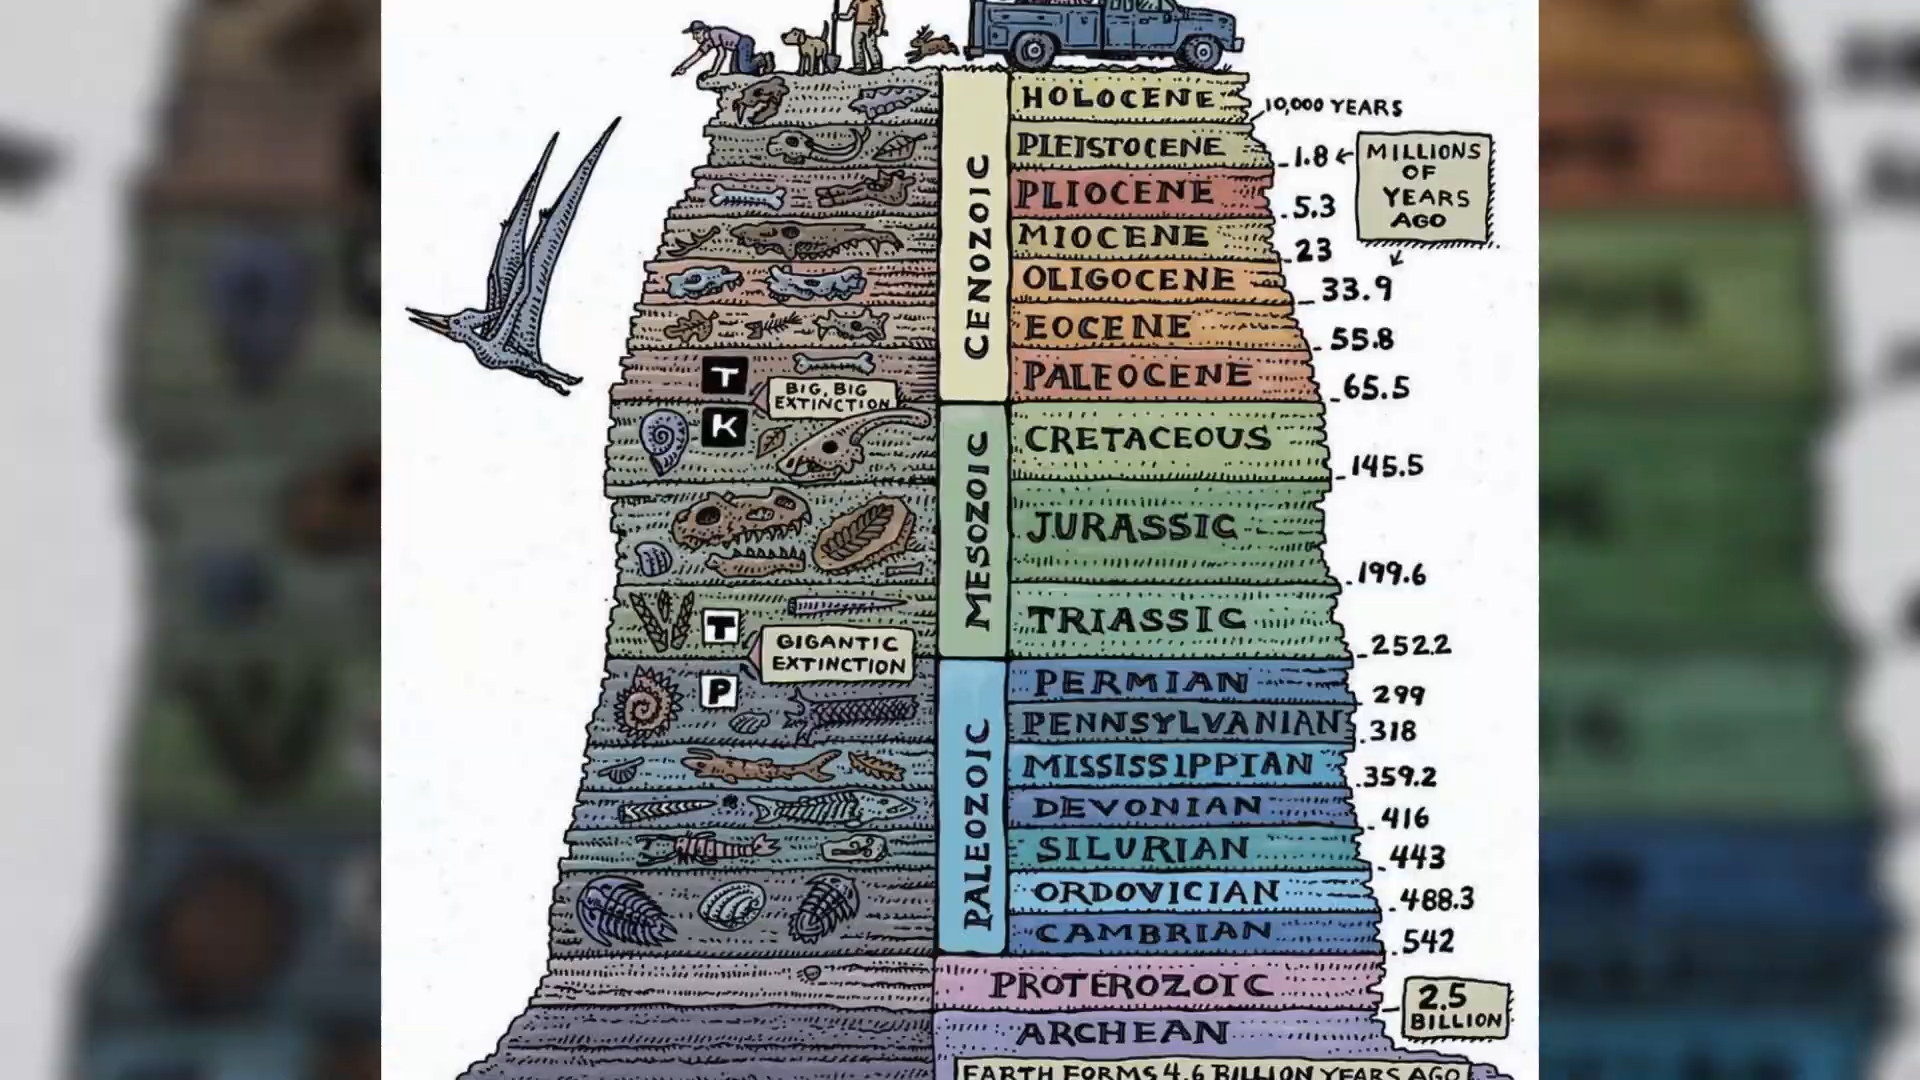 HOLOCENE
10,000 YEARS
PLEISTOCENE
1.8
MILLIONS
OF
YEARS
AGO
PLIOCENE
5.3
MIOCENE
23
OLIGOCENE
33.9
EOCENE
55.8
PALEOCENE
65.5
CENOZOIC
T
BIG, BIG
EXTINCTION
K
CRETACEOUS
145.5
JURASSIC
199.6
TRIASSIC
252.2
MESOZOIC
T
GIGANTIC
EXTINCTION
P
PERMIAN
299
PENNSYLVANIAN
318
MISSISSIPPIAN
359.2
DEVONIAN
416
SILURIAN
443
ORDOVICIAN
488.3
CAMBRIAN
542
PALEOZOIC
PROTEROZOIC
2.5
BILLION
ARCHEAN
EARTH FORMS 4.6 BILLION YEARS AGO